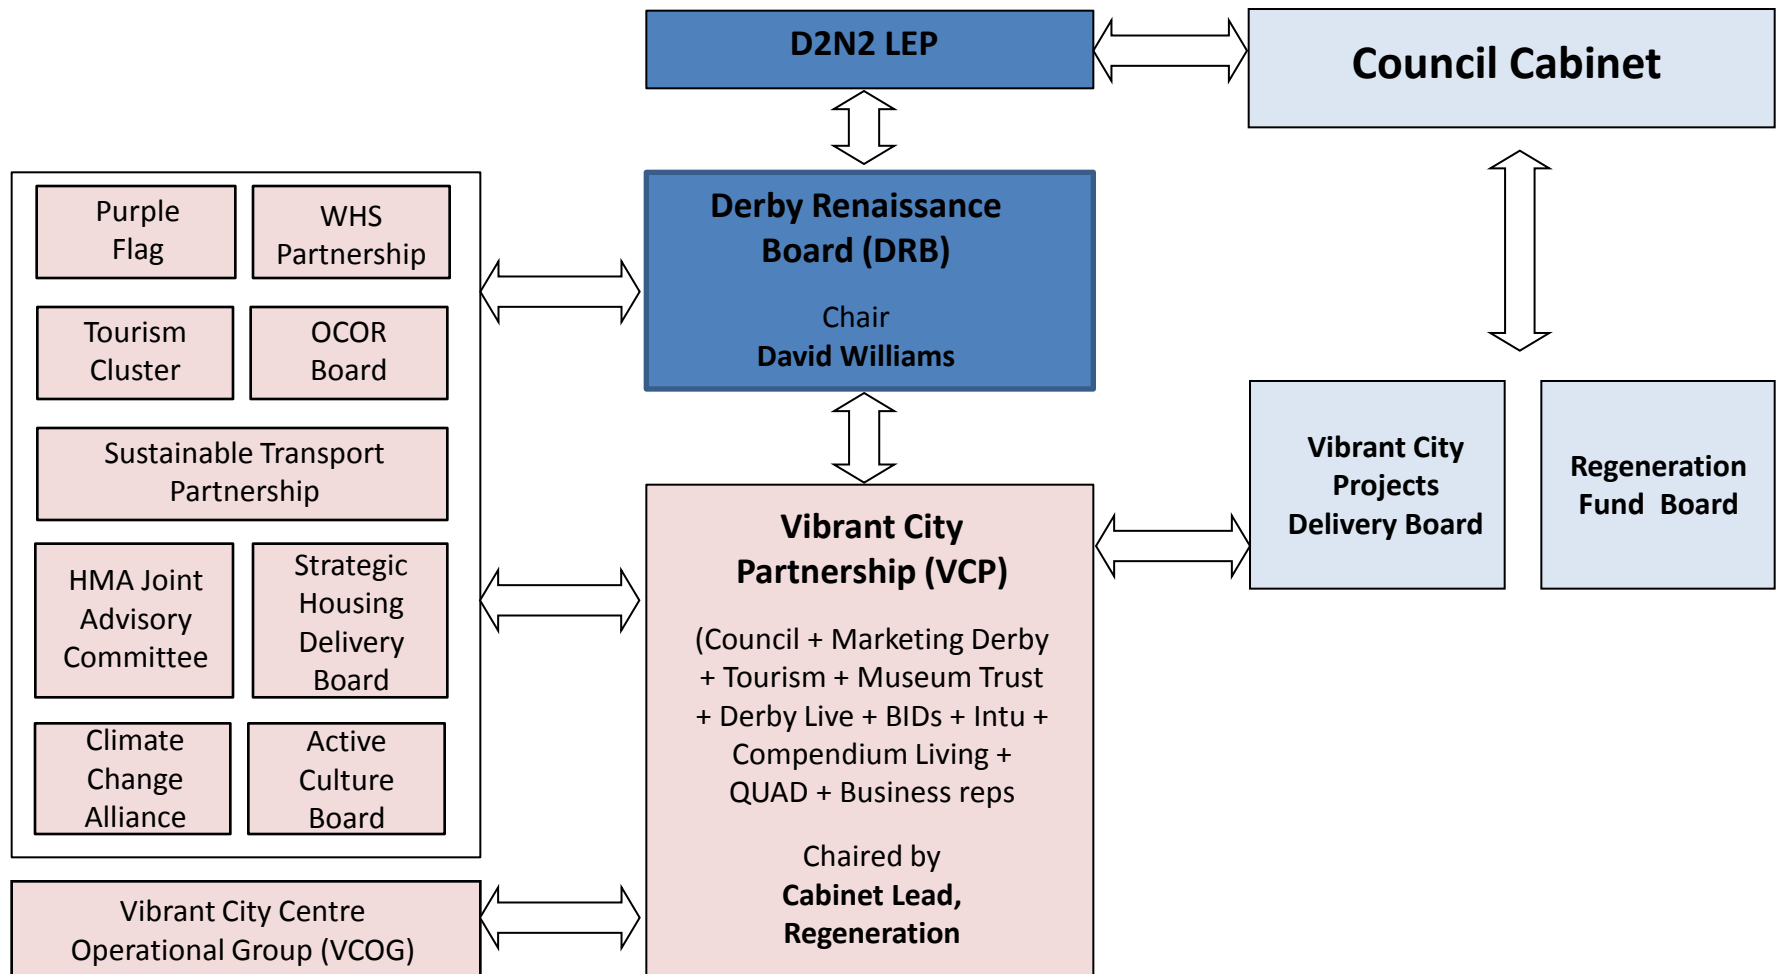 D2N2 LEP
Council Cabinet
Purple
Flag
WHS
Partnership
Tourism
Cluster
OCOR
Board
Sustainable Transport
Partnership
HMA Joint
Advisory
Committee
Strategic
Housing
Delivery
Board
Climate
Change
Alliance
Active
Culture
Board
Vibrant City Centre
Operational Group (VCOG)
Derby Renaissance
Board (DRB)
Chair
David Williams
Vibrant City
Partnership (VCP)
(Council + Marketing Derby
+ Tourism + Museum Trust
+ Derby Live + BIDs + Intu +
Compendium Living +
QUAD + Business reps
Chaired by
Cabinet Lead,
Regeneration
Vibrant City
Projects
Delivery Board
Regeneration
Fund Board